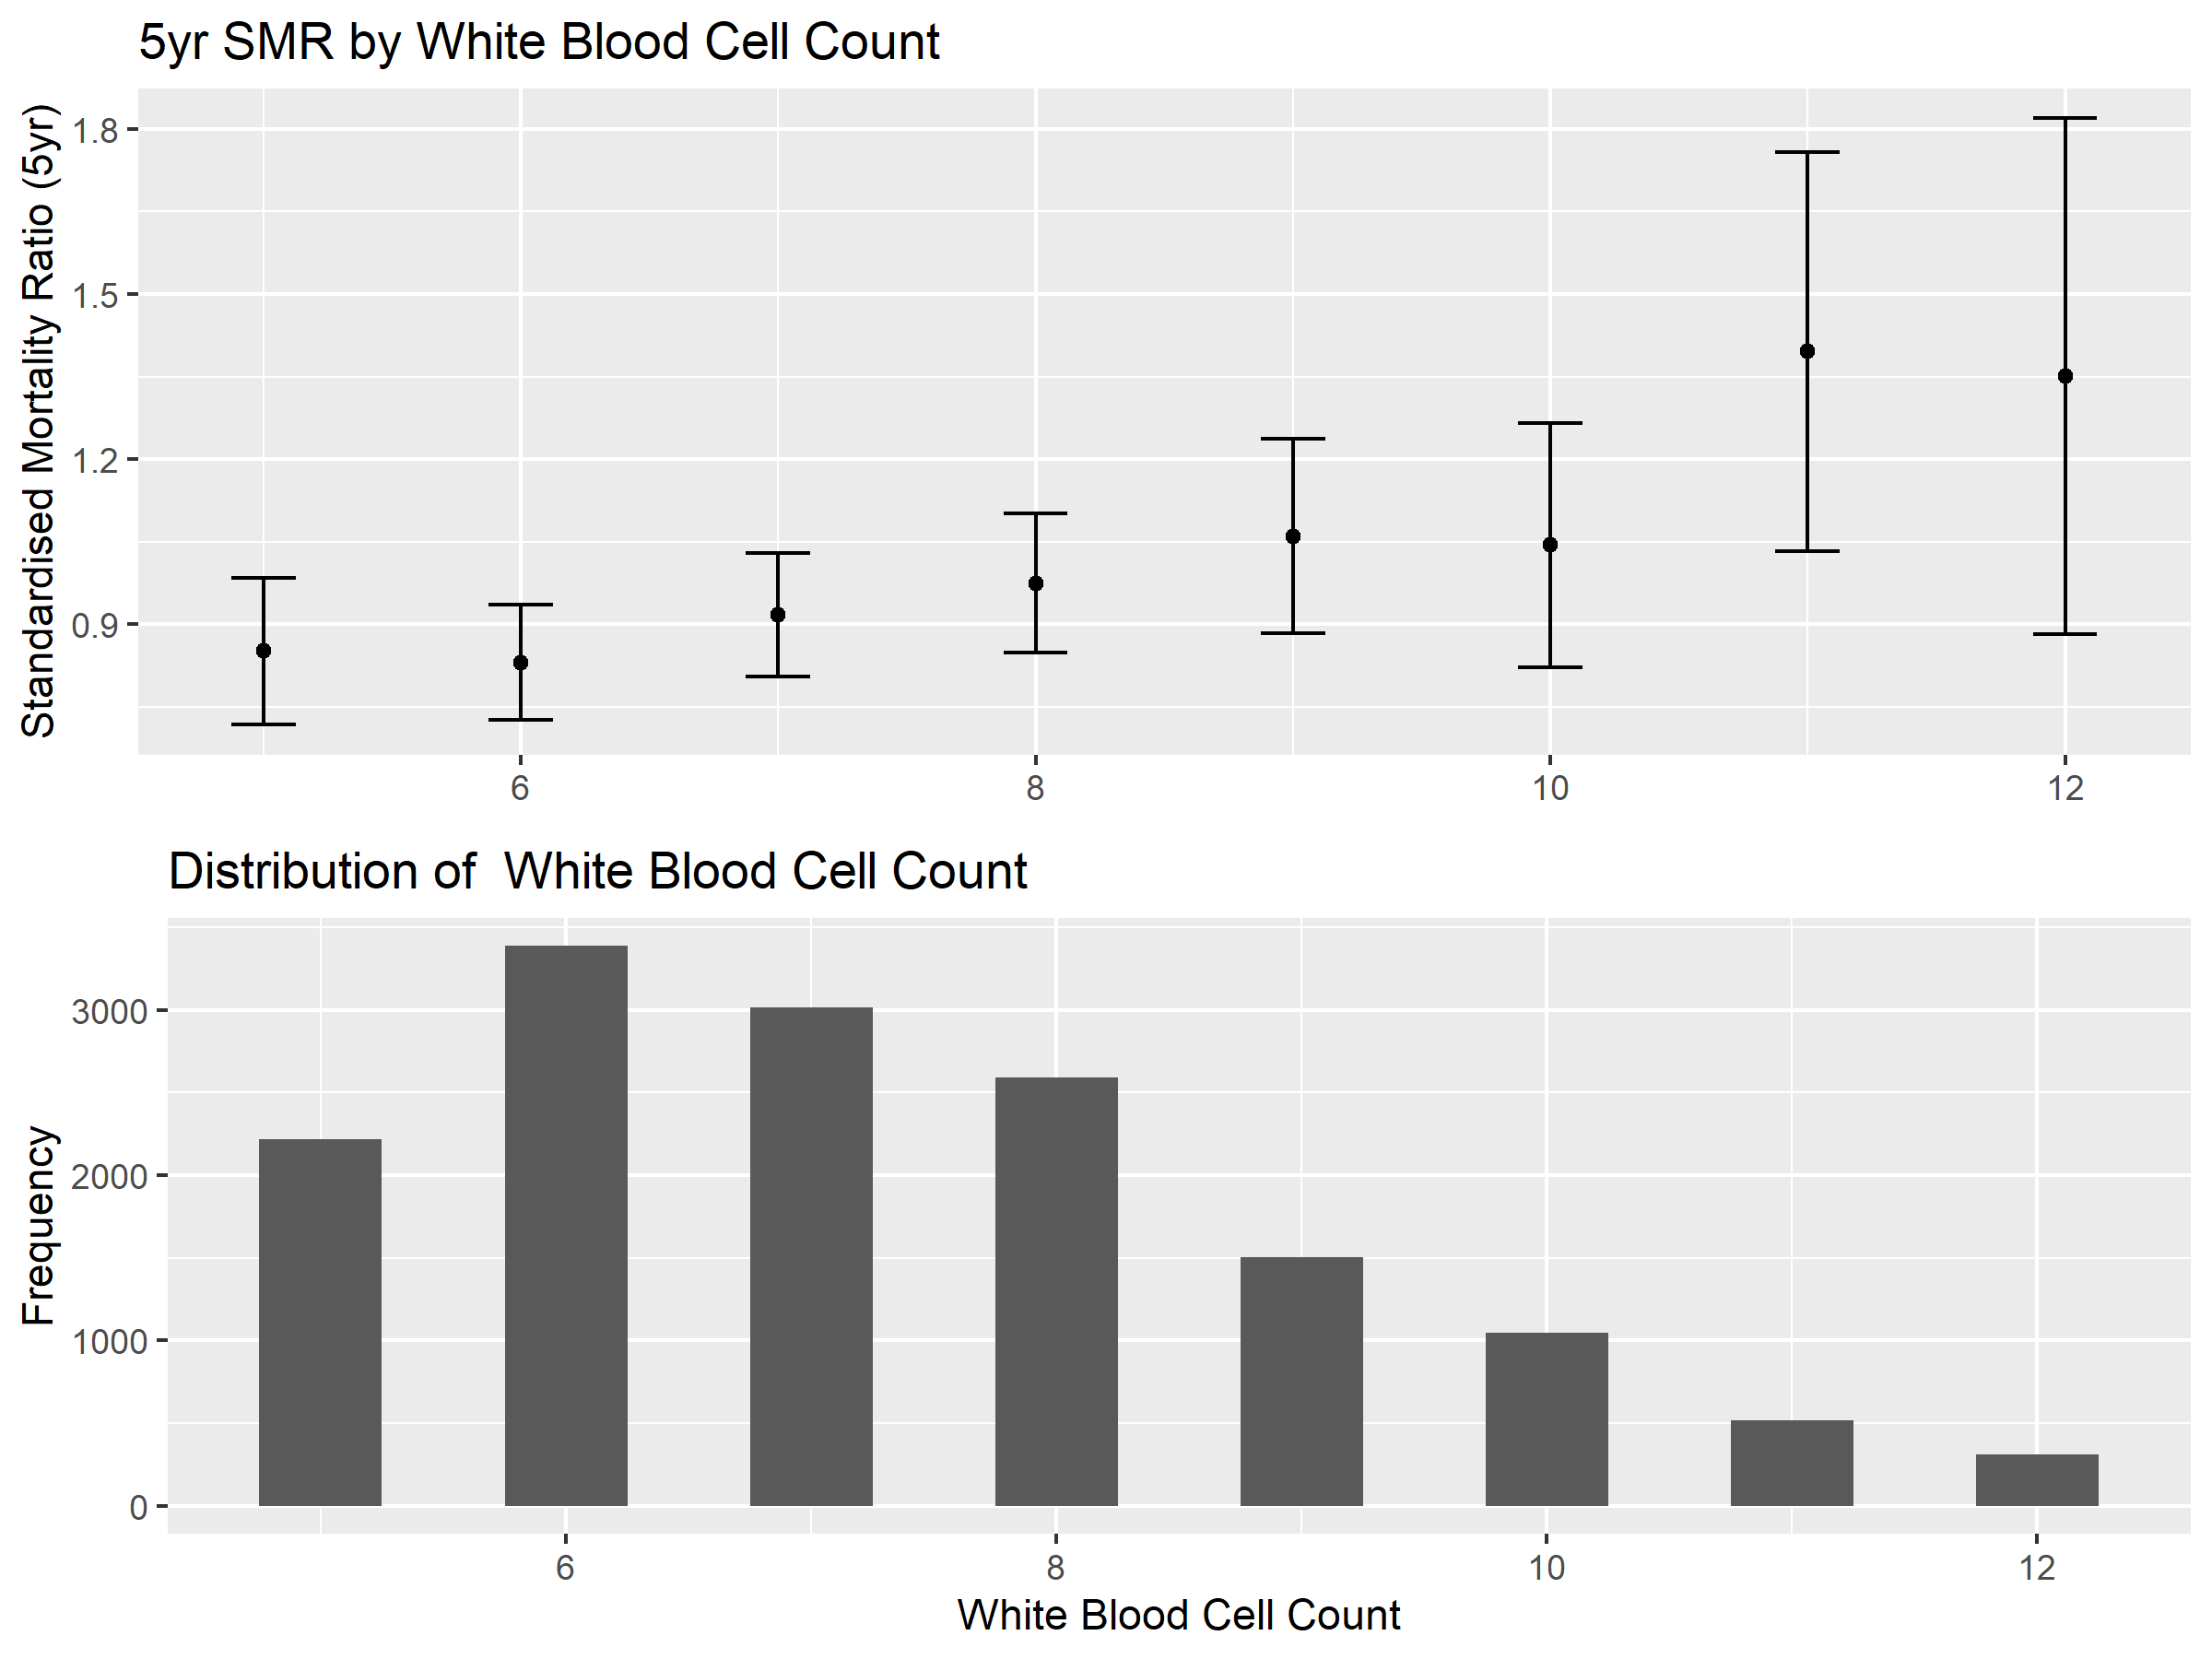 5yr SMR by White Blood Cell Count
Standardised Mortality Ratio (5yr)
1.8
1.5
1.2
0.9
6 8 10 12
Distribution of  White Blood Cell Count
Frequency
3000
2000
1000
0
6 8 10 12
White Blood Cell Count